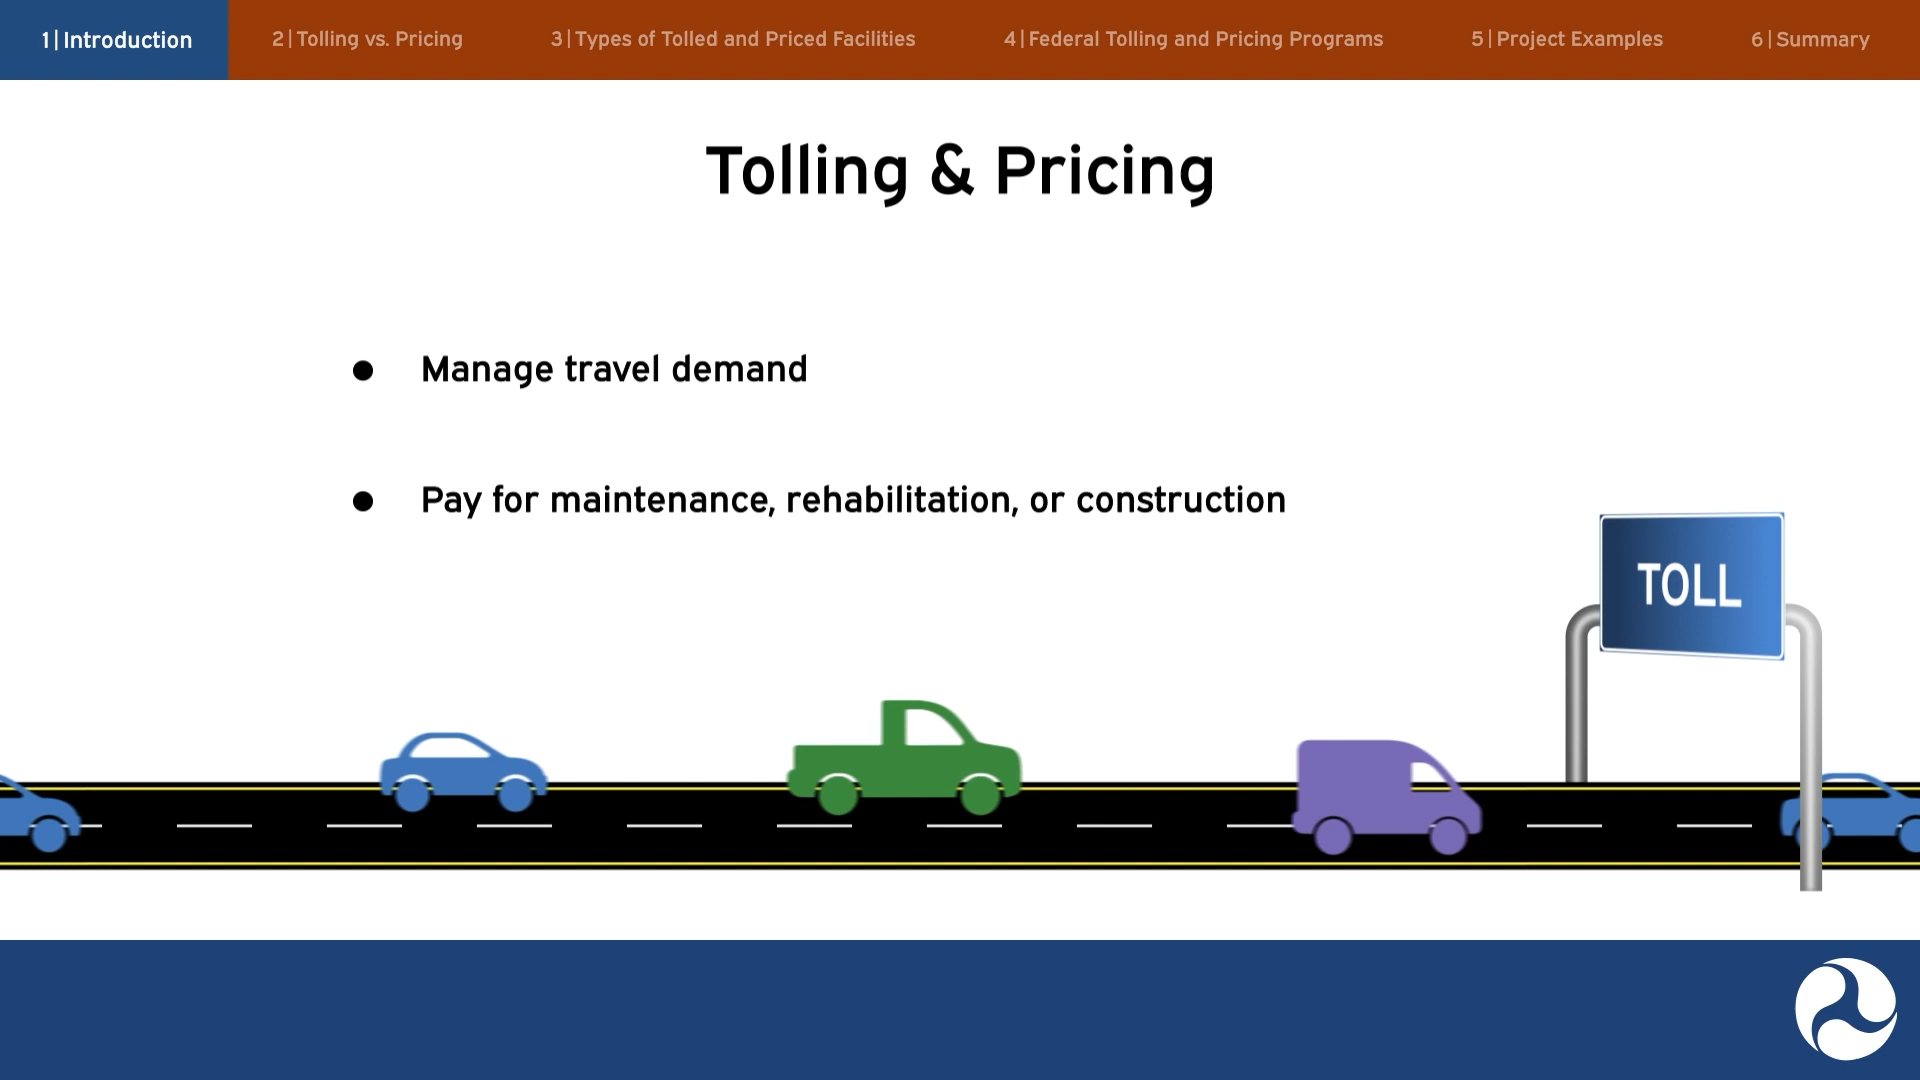 1|Introduction
2|Tolling vs. Pricing
3|Types of Tolled and Priced Facilities
4|Federal Tolling and Pricing Programs
5|Project Examples
6|Summary
Tolling & Pricing
● Manage travel demand
● Pay for maintenance, rehabilitation, or construction
TOLL